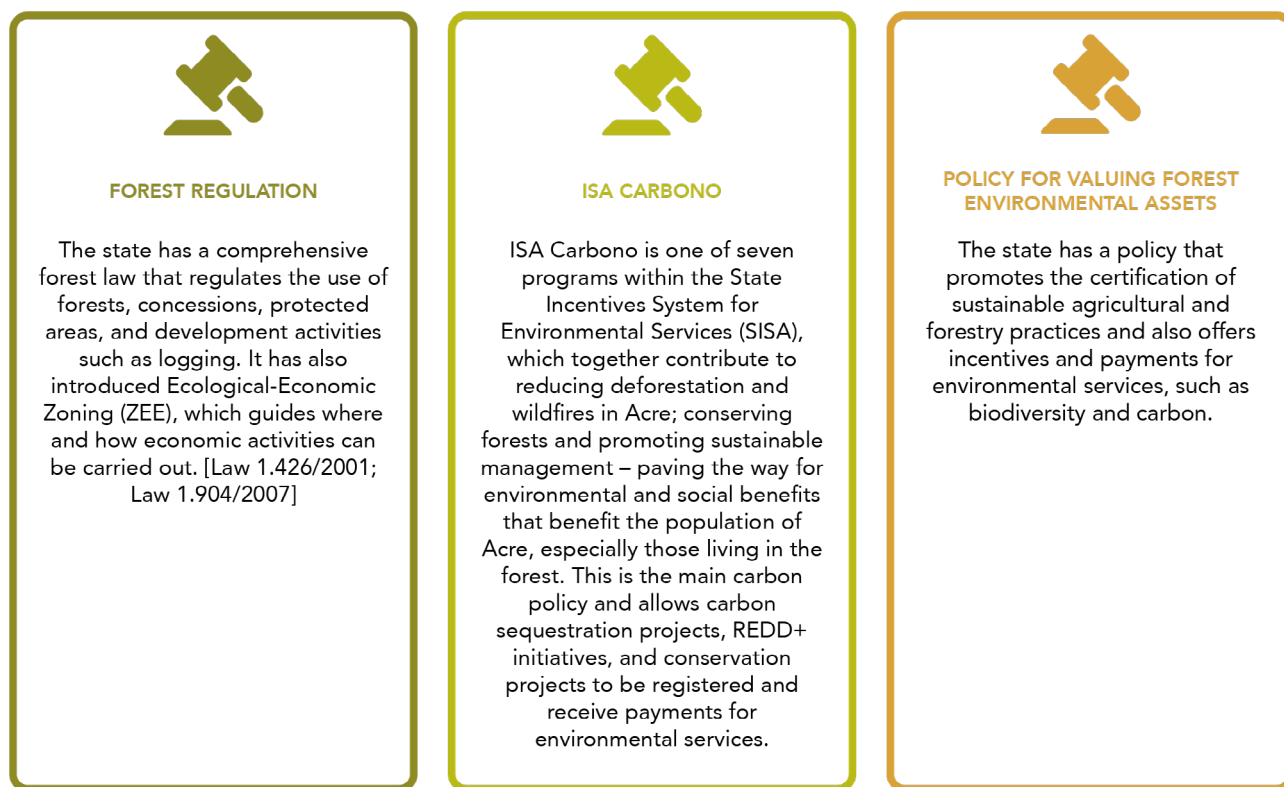 FOREST REGULATION
The state has a comprehensive
forest law that regulates the use of
forests, concessions, protected
areas, and development activities
such as logging. It has also
introduced Ecological-Economic
Zoning (ZEE), which guides where
and how economic activities can
be carried out. [Law 1.426/2001;
Law 1.904/2007]
ISA CARBONO
ISA Carbono is one of seven
programs within the State
Incentives System for
Environmental Services (SISA),
which together contribute to
reducing deforestation and
wildfires in Acre; conserving
forests and promoting sustainable
management – paving the way for
environmental and social benefits
that benefit the population of
Acre, especially those living in the
forest. This is the main carbon
policy and allows carbon
sequestration projects, REDD+
initiatives, and conservation
projects to be registered and
receive payments for
environmental services.
POLICY FOR VALUING FOREST
ENVIRONMENTAL ASSETS
The state has a policy that
promotes the certification of
sustainable agricultural and
forestry practices and also offers
incentives and payments for
environmental services, such as
biodiversity and carbon.